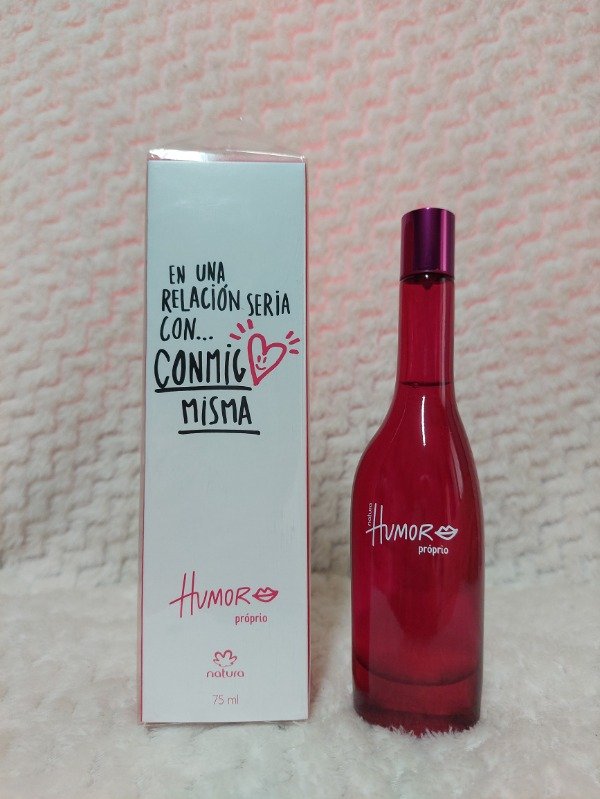 EN UNA
RELACIÓN SERIA
CON...
CONMIGO
MISMA
HUMOR
próprio
natura
75 ml
natura
HUMOR
próprio